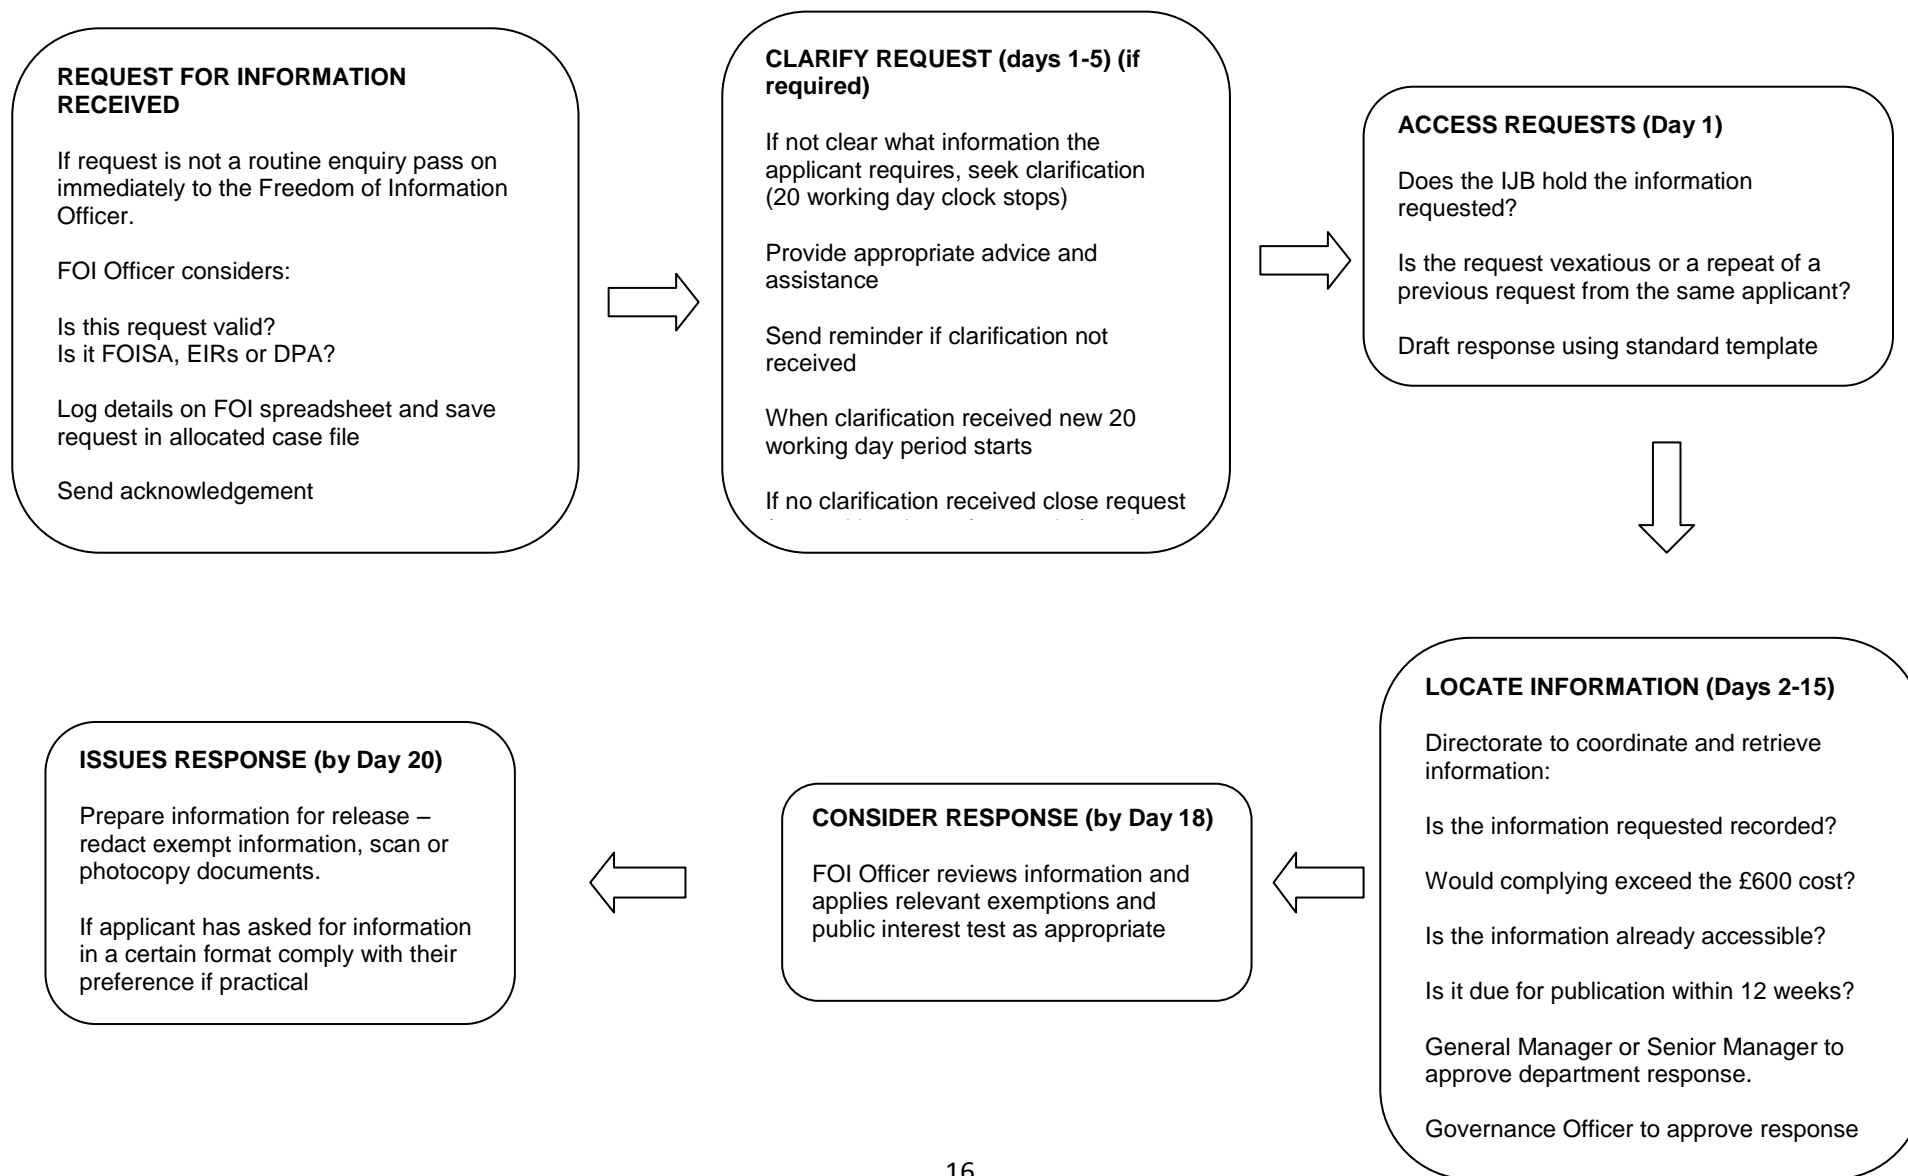 REQUEST FOR INFORMATION
RECEIVED
If request is not a routine enquiry pass on
immediately to the Freedom of Information
Officer.
FOI Officer considers:
Is this request valid?
Is it FOISA, EIRs or DPA?
Log details on FOI spreadsheet and save
request in allocated case file
Send acknowledgement
CLARIFY REQUEST (days 1-5) (if
required)
If not clear what information the
applicant requires, seek clarification
(20 working day clock stops)
Provide appropriate advice and
assistance
Send reminder if clarification not
received
When clarification received new 20
working day period starts
If no clarification received close request
ACCESS REQUESTS (Day 1)
Does the IJB hold the information
requested?
Is the request vexatious or a repeat of a
previous request from the same applicant?
Draft response using standard template
LOCATE INFORMATION (Days 2-15)
Directorate to coordinate and retrieve
information:
Is the information requested recorded?
Would complying exceed the £600 cost?
Is the information already accessible?
Is it due for publication within 12 weeks?
General Manager or Senior Manager to
approve department response.
Governance Officer to approve response
CONSIDER RESPONSE (by Day 18)
FOI Officer reviews information and
applies relevant exemptions and
public interest test as appropriate
ISSUES RESPONSE (by Day 20)
Prepare information for release –
redact exempt information, scan or
photocopy documents.
If applicant has asked for information
in a certain format comply with their
preference if practical
16